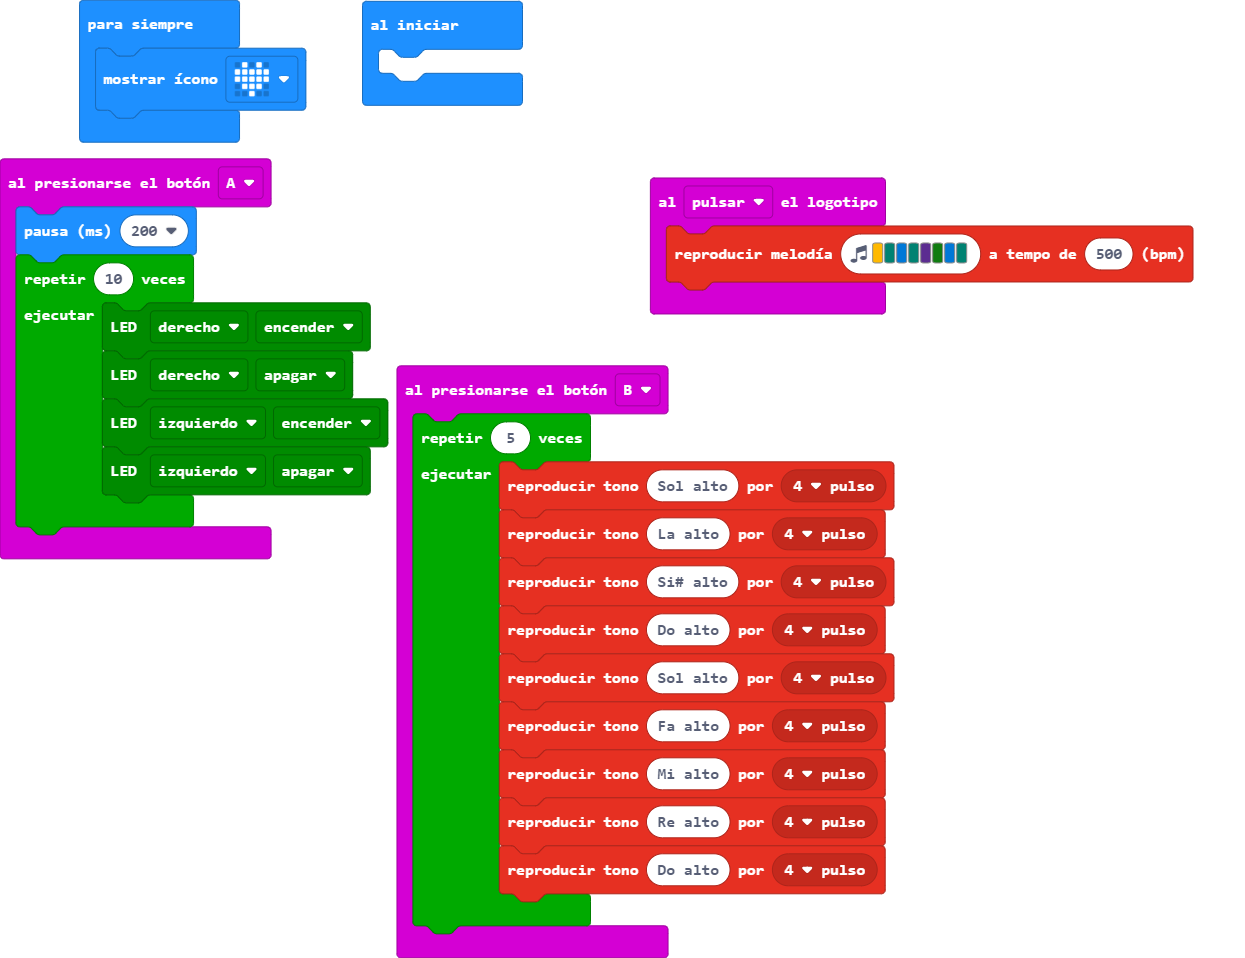 para siempre
mostrar ícono
al iniciar
al presionarse el botón A
pausa (ms) 200
repetir 10 veces
ejecutar
LED derecho encender
LED derecho apagar
LED izquierdo encender
LED izquierdo apagar
al pulsar el logotipo
reproducir melodía a tempo de 500 (bpm)
al presionarse el botón B
repetir 5 veces
ejecutar
reproducir tono Sol alto por 4 pulso
reproducir tono La alto por 4 pulso
reproducir tono Si# alto por 4 pulso
reproducir tono Do alto por 4 pulso
reproducir tono Sol alto por 4 pulso
reproducir tono Fa alto por 4 pulso
reproducir tono Mi alto por 4 pulso
reproducir tono Re alto por 4 pulso
reproducir tono Do alto por 4 pulso